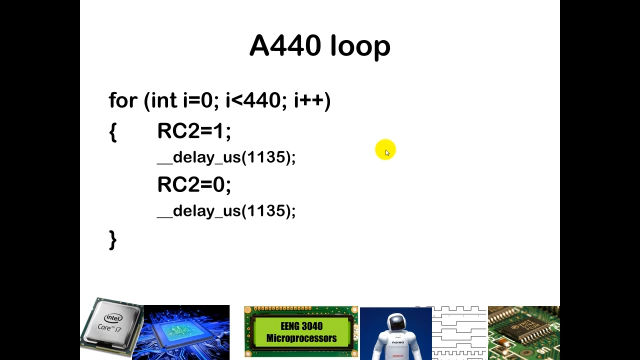 A440 loop
for (int i=0; i<440; i++)
{ RC2=1;
__delay_us(1135);
RC2=0;
__delay_us(1135);
}
intel
Core™ i7
EENG 3040
Microprocessors